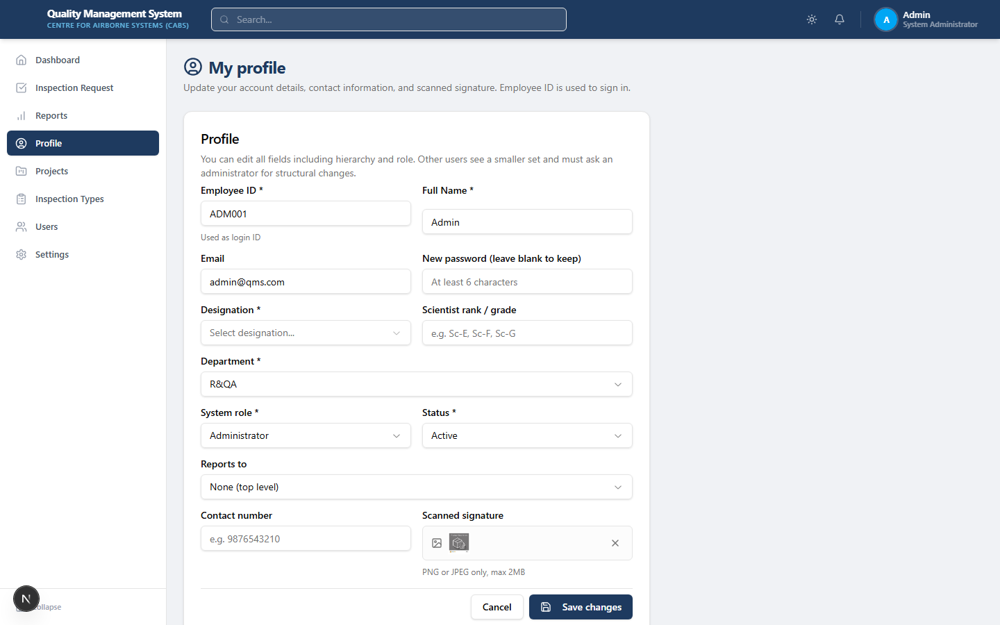 Quality Management System
CENTRE FOR AIRBORNE SYSTEMS (CABS)
Search...
A
Admin
System Administrator
Dashboard
Inspection Request
Reports
Profile
Projects
Inspection Types
Users
Settings
N
ollapse
My profile
Update your account details, contact information, and scanned signature. Employee ID is used to sign in.
Profile
You can edit all fields including hierarchy and role. Other users see a smaller set and must ask an
administrator for structural changes.
Employee ID *
ADM001
Used as login ID
Full Name *
Admin
Email
admin@qms.com
New password (leave blank to keep)
At least 6 characters
Designation *
Select designation...
Scientist rank / grade
e.g. Sc-E, Sc-F, Sc-G
Department *
R&QA
System role *
Administrator
Status *
Active
Reports to
None (top level)
Contact number
e.g. 9876543210
Scanned signature
PNG or JPEG only, max 2MB
Cancel
Save changes